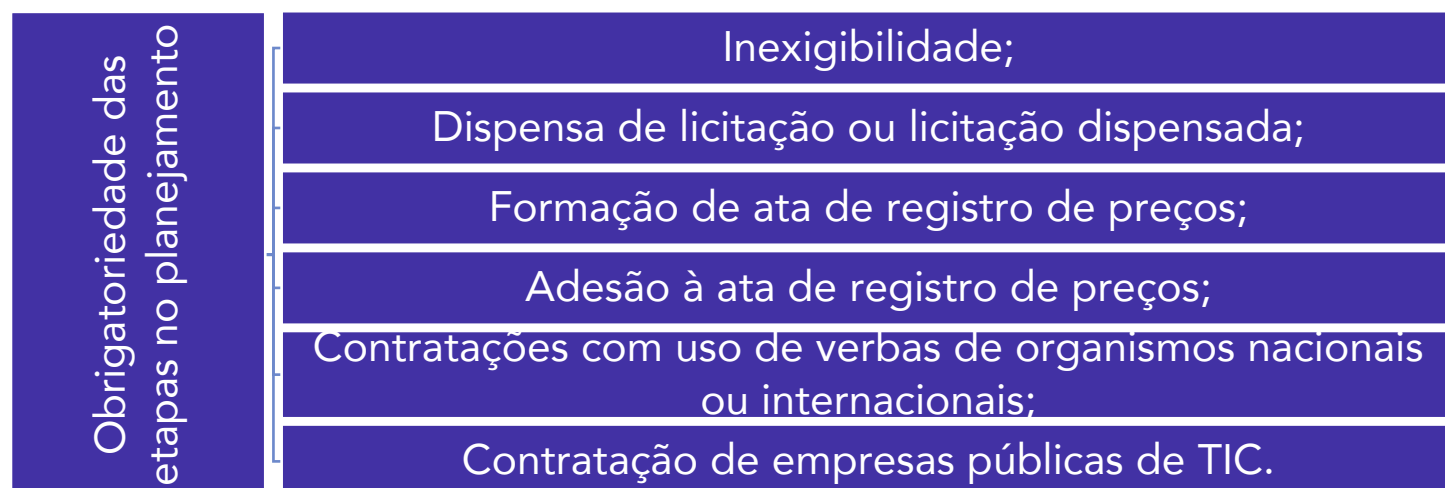 Obrigatoriedade das
etapas no planejamento
Inexigibilidade;
Dispensa de licitação ou licitação dispensada;
Formação de ata de registro de preços;
Adesão à ata de registro de preços;
Contratações com uso de verbas de organismos nacionais
ou internacionais;
Contratação de empresas públicas de TIC.